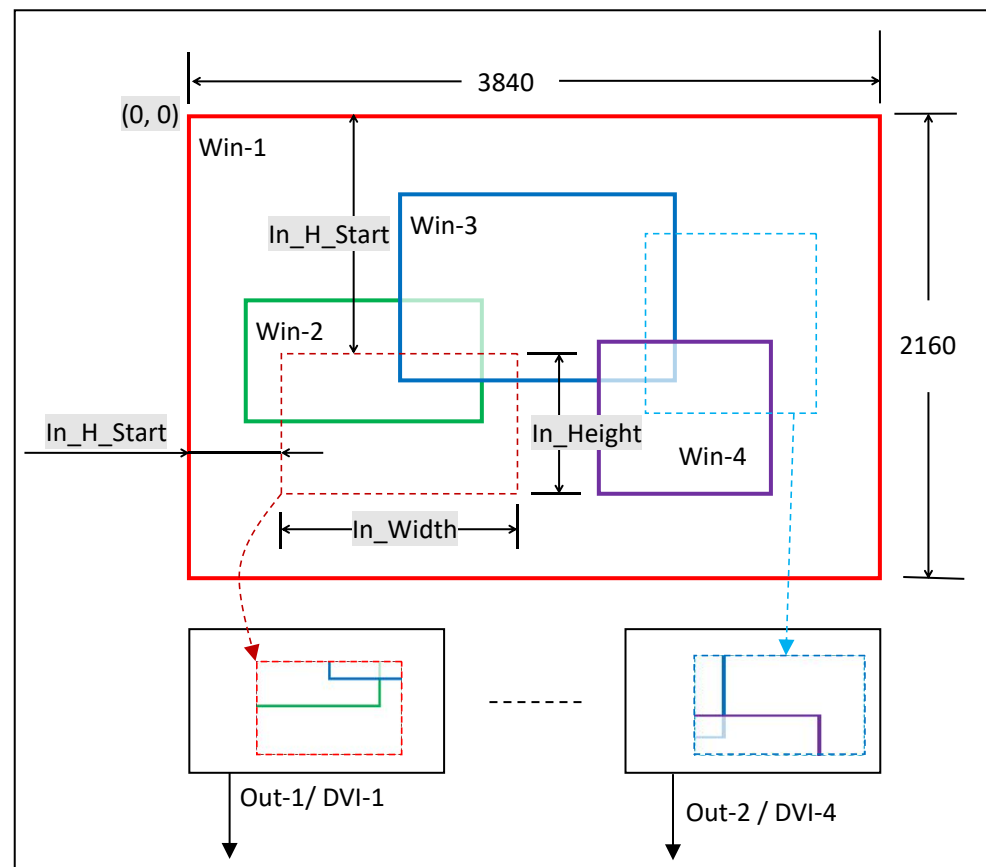 3840
(0, 0)
Win-1
In_H_Start
Win-3
Win-2
2160
In_H_Start
In_Height
Win-4
In_Width
Out-1/ DVI-1
Out-2 / DVI-4